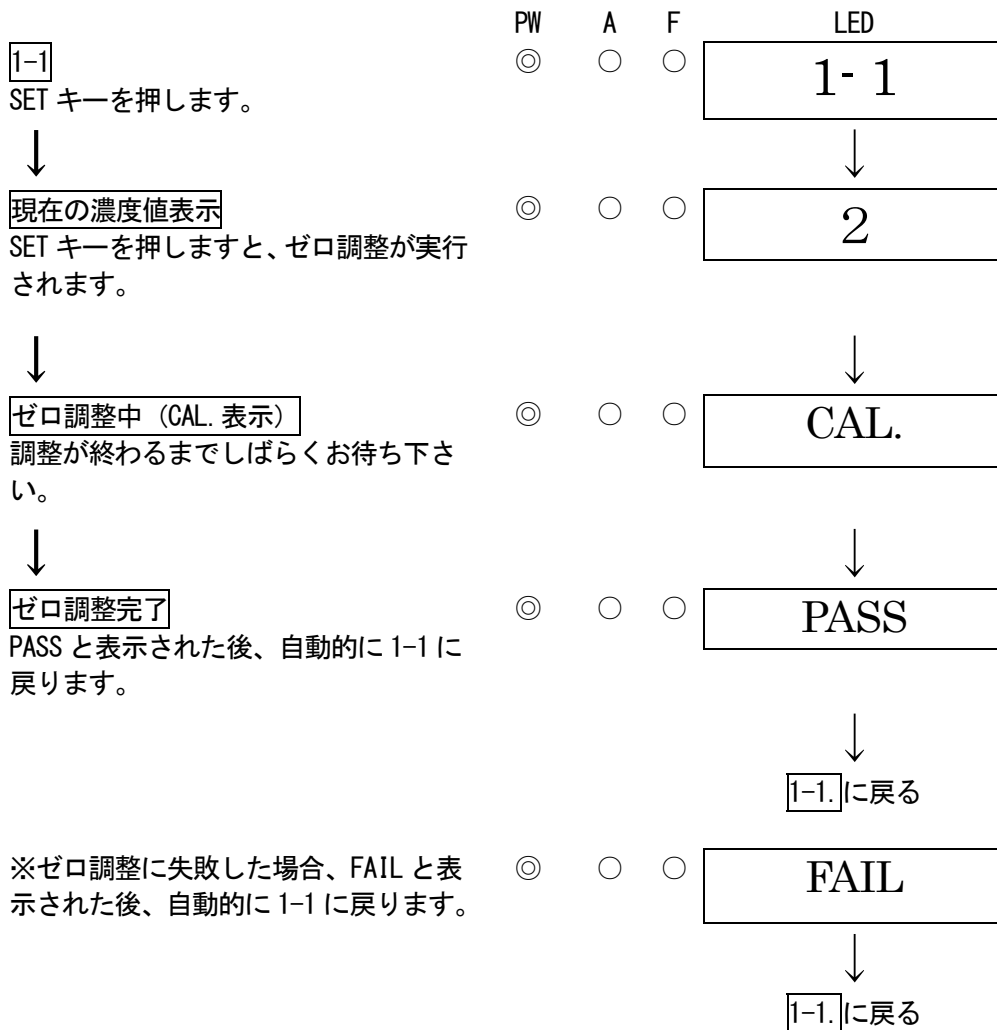 PW A F LED
1-1 ◎ ○ ○ 1- 1
SET キーを押します。
↓ ↓
現在の濃度値表示 ◎ ○ ○ 2
SET キーを押しますと、ゼロ調整が実行
されます。
↓ ↓
ゼロ調整中（CAL. 表示） ◎ ○ ○ CAL.
調整が終わるまでしばらくお待ち下さ
い。
↓ ↓
ゼロ調整完了 ◎ ○ ○ PASS
PASS と表示された後、自動的に 1-1 に
戻ります。
↓
1-1. に戻る
※ゼロ調整に失敗した場合、FAIL と表 ◎ ○ ○ FAIL
示された後、自動的に 1-1 に戻ります。
↓
1-1. に戻る